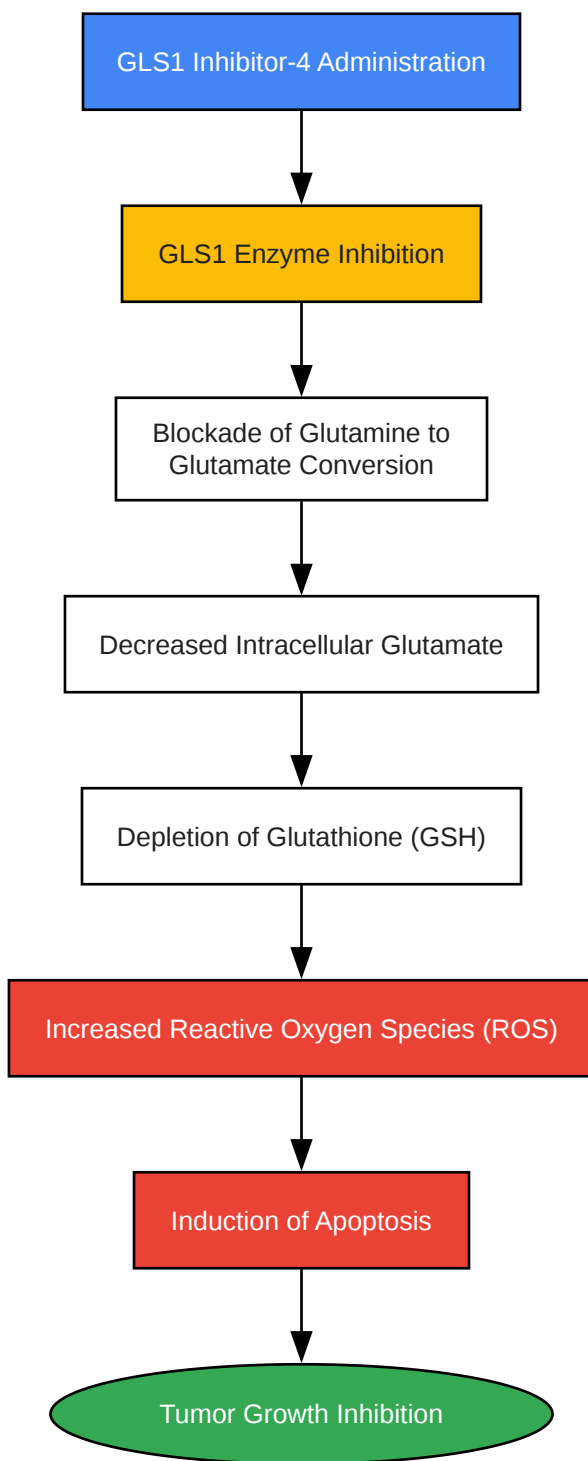 GLS1 Inhibitor-4 Administration
GLS1 Enzyme Inhibition
Blockade of Glutamine to
Glutamate Conversion
Decreased Intracellular Glutamate
Depletion of Glutathione (GSH)
Increased Reactive Oxygen Species (ROS)
Induction of Apoptosis
Tumor Growth Inhibition